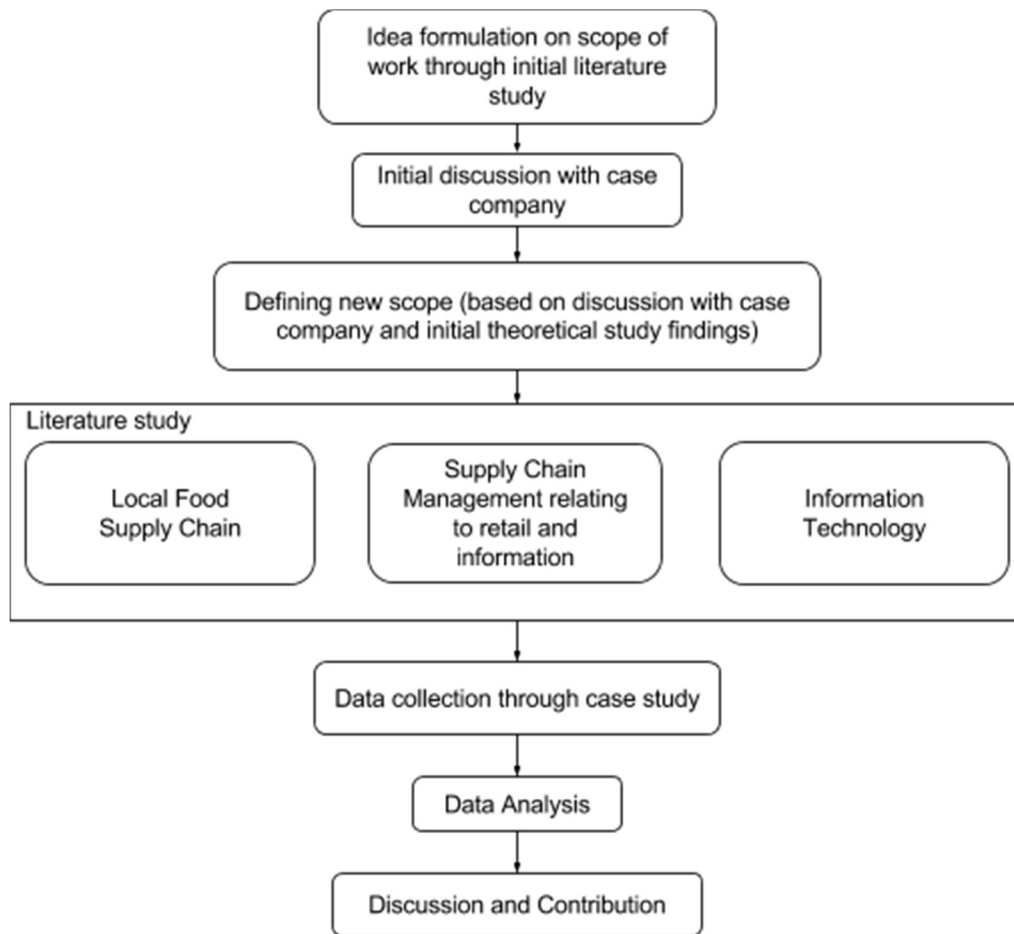 Idea formulation on scope of
work through initial literature
study
Initial discussion with case
company
Defining new scope (based on discussion with case
company and initial theoretical study findings)
Literature study
Local Food
Supply Chain
Supply Chain
Management relating
to retail and
information
Information
Technology
Data collection through case study
Data Analysis
Discussion and Contribution